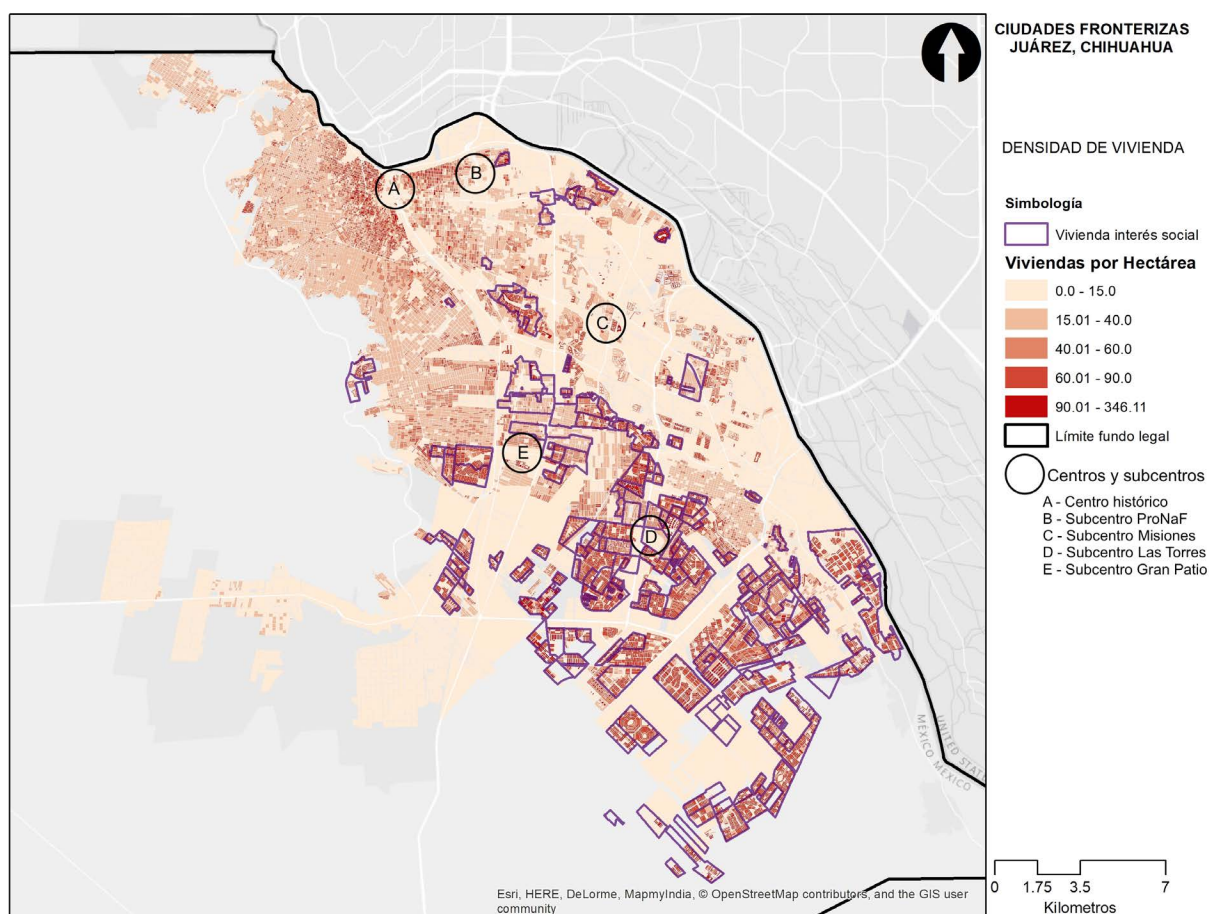 CIUDADES FRONTERIZAS
JUÁREZ, CHIHUAHUA
DENSIDAD DE VIVIENDA
Simbología
Vivienda interés social
Viviendas por Hectárea
0.0 - 15.0
15.01 - 40.0
40.01 - 60.0
60.01 - 90.0
90.01 - 346.11
Límite fundo legal
Centros y subcentros
A - Centro histórico
B - Subcentro ProNaF
C - Subcentro Misiones
D - Subcentro Las Torres
E - Subcentro Gran Patio
A
B
C
E
D
UNITED STATES
MÉXICO MÉXICO
Esri, HERE, DeLorme, MapmyIndia, © OpenStreetMap contributors, and the GIS user
community
0 1.75 3.5 7
Kilometros